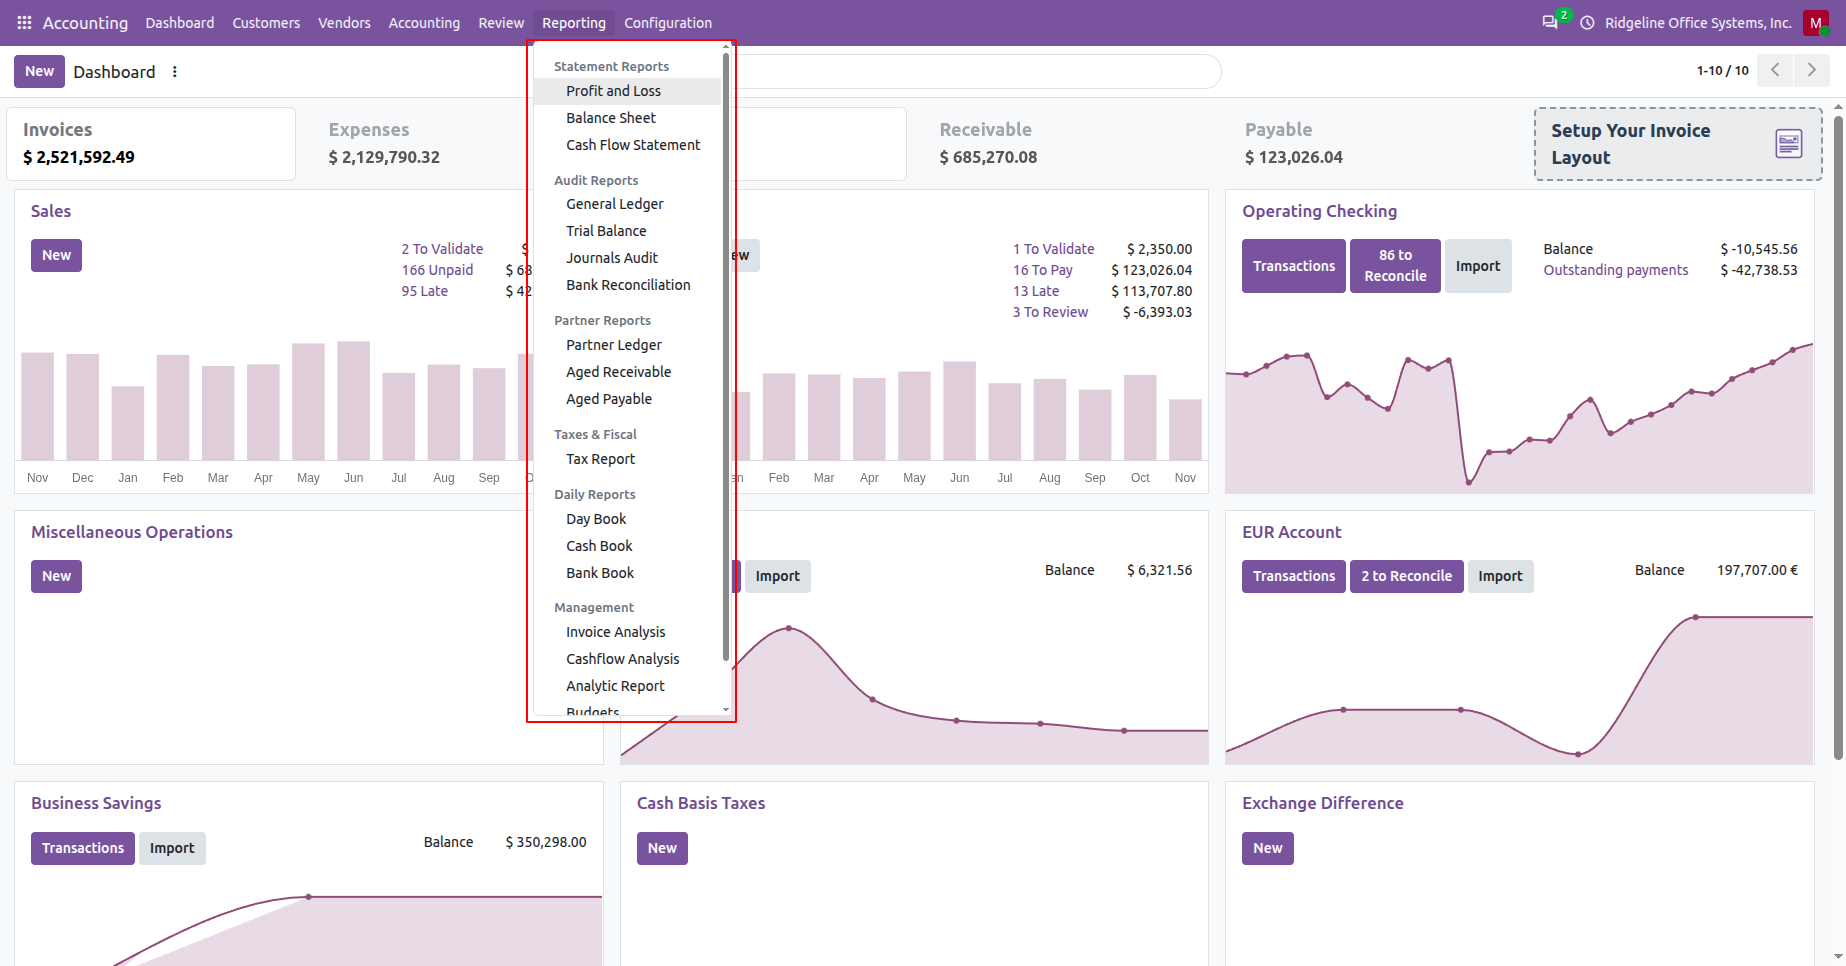 Accounting Dashboard Customers Vendors Accounting Review Reporting Configuration 2 Ridgeline Office Systems, Inc. M
New Dashboard 1-10 / 10
Statement Reports
Profit and Loss
Balance Sheet
Cash Flow Statement
Audit Reports
General Ledger
Trial Balance
Journals Audit
Bank Reconciliation
Partner Reports
Partner Ledger
Aged Receivable
Aged Payable
Taxes & Fiscal
Tax Report
Daily Reports
Day Book
Cash Book
Bank Book
Management
Invoice Analysis
Cashflow Analysis
Analytic Report
Budgets
Invoices
$ 2,521,592.49
Expenses
$ 2,129,790.32
Receivable
$ 685,270.08
Payable
$ 123,026.04
Setup Your Invoice
Layout
Sales
New
2 To Validate $
166 Unpaid $ 68
95 Late $ 42
Nov Dec Jan Feb Mar Apr May Jun Jul Aug Sep
1 To Validate $ 2,350.00
16 To Pay $ 123,026.04
13 Late $ 113,707.80
3 To Review $ -6,393.03
Feb Mar Apr May Jun Jul Aug Sep Oct Nov
Operating Checking
Transactions
86 to
Reconcile
Import
Balance $ -10,545.56
Outstanding payments $ -42,738.53
Miscellaneous Operations
New
Import
Balance $ 6,321.56
EUR Account
Transactions 2 to Reconcile Import
Balance 197,707.00 €
Business Savings
Transactions Import
Balance $ 350,298.00
Cash Basis Taxes
New
Exchange Difference
New